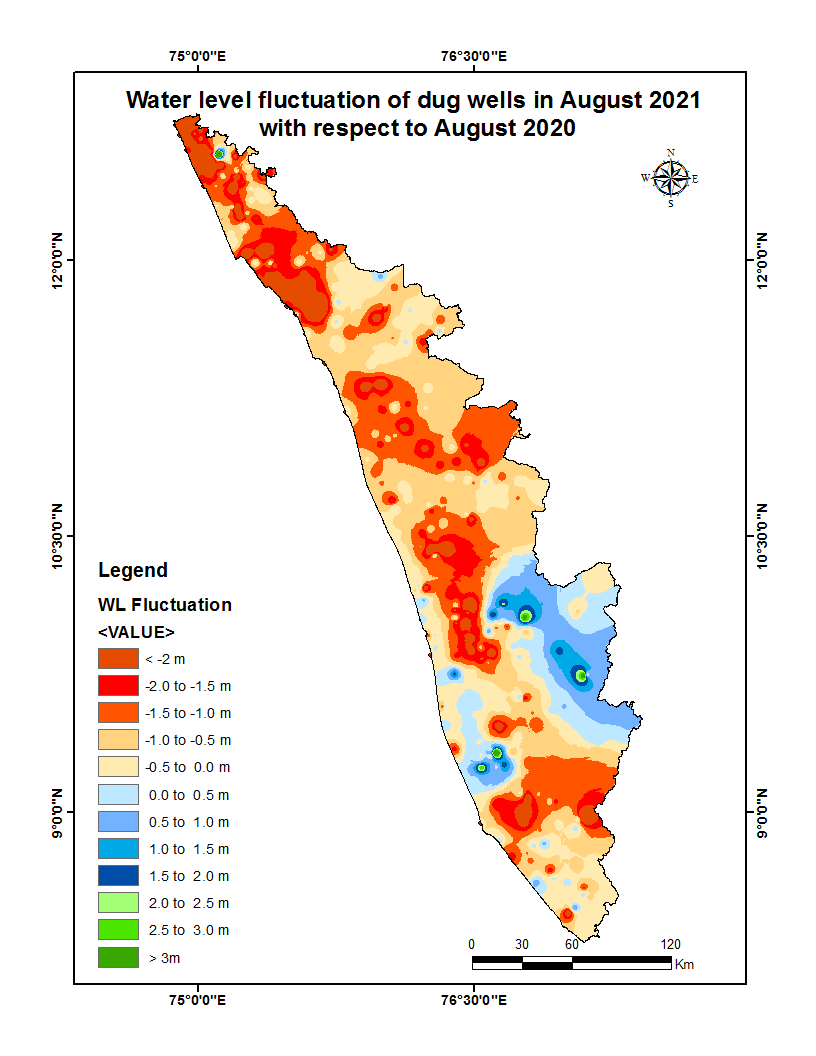 75°0'0"E 76°30'0"E
Water level fluctuation of dug wells in August 2021
with respect to August 2020
N
W E
S
12°0'0"N 12°0'0"N
10°30'0"N 10°30'0"N
Legend
WL Fluctuation
<VALUE>
< -2 m
-2.0 to -1.5 m
-1.5 to -1.0 m
-1.0 to -0.5 m
-0.5 to 0.0 m
0.0 to 0.5 m
0.5 to 1.0 m
1.0 to 1.5 m
1.5 to 2.0 m
2.0 to 2.5 m
2.5 to 3.0 m
> 3m
9°0'0"N 9°0'0"N
0 30 60 120
Km
75°0'0"E 76°30'0"E